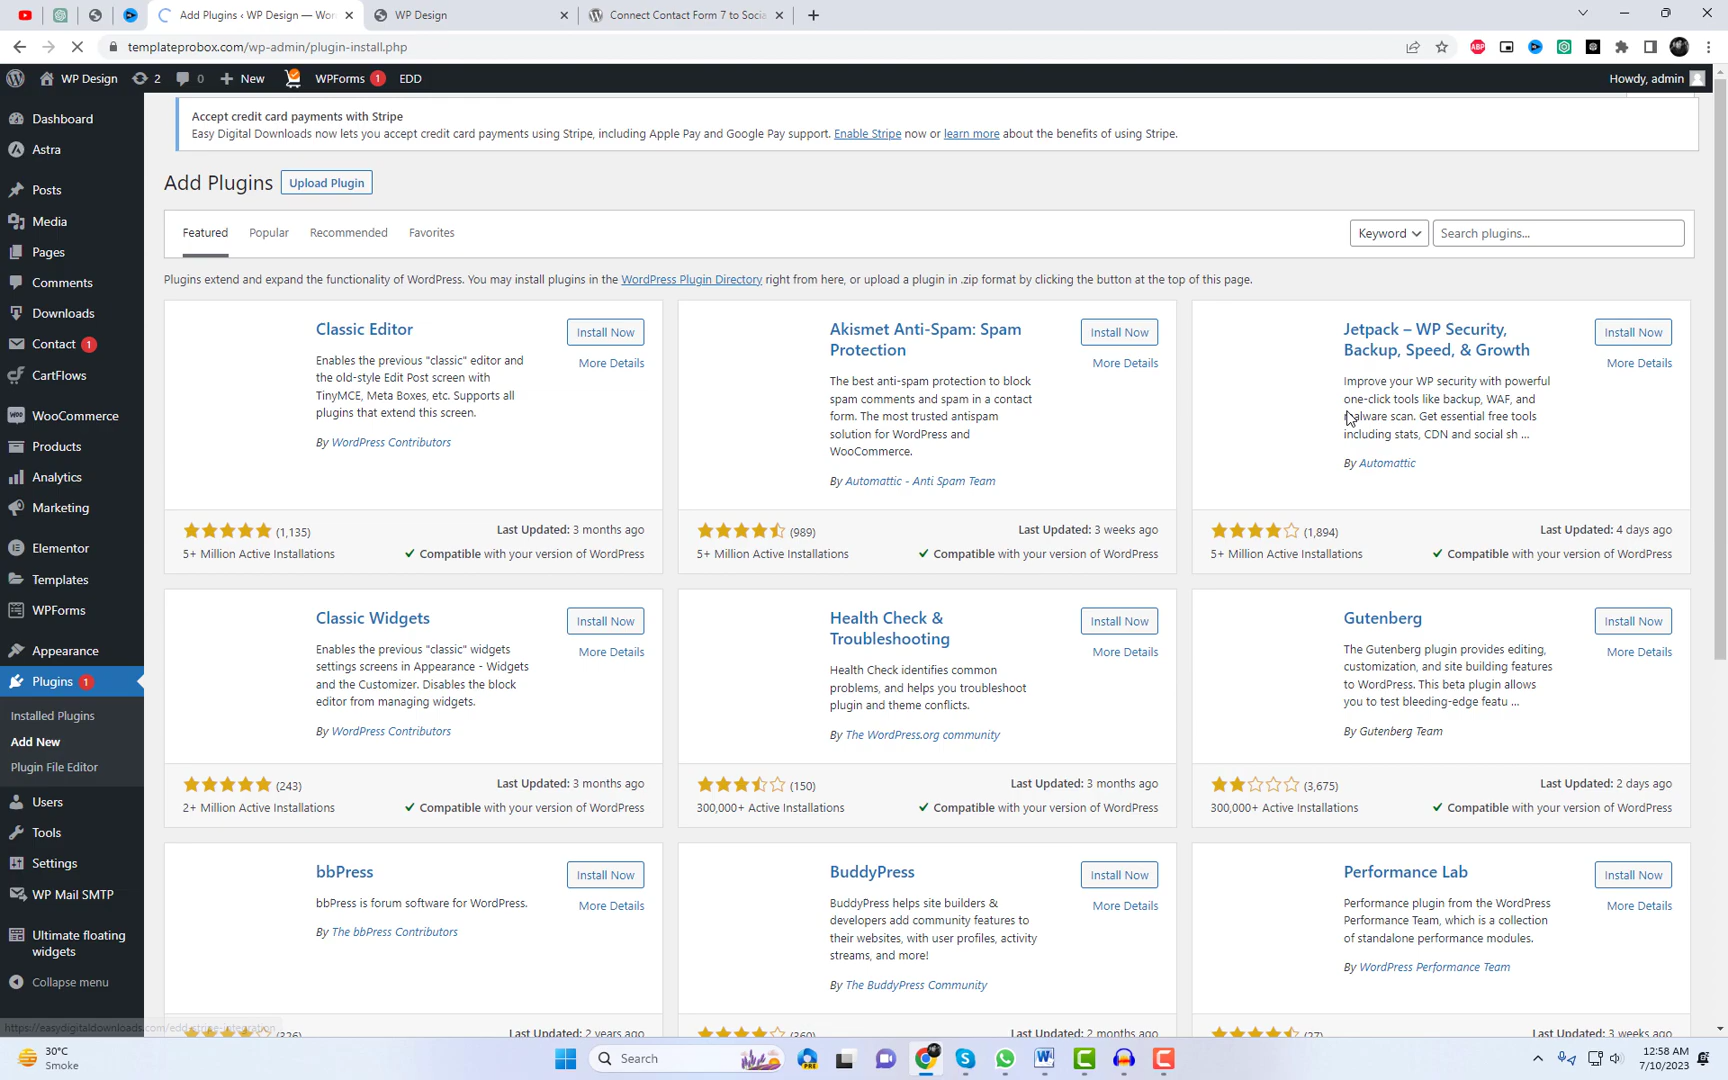 Add Plugins ‹ WP Design — Wor
WP Design
Connect Contact Form 7 to Socia
templateprobox.com/wp-admin/plugin-install.php
WP Design
2
0
New
WPForms 1
EDD
Howdy, admin
Dashboard
Astra
Posts
Media
Pages
Comments
Downloads
Contact 1
CartFlows
WooCommerce
Products
Analytics
Marketing
Elementor
Templates
WPForms
Appearance
Plugins 1
Installed Plugins
Add New
Plugin File Editor
Users
Tools
Settings
WP Mail SMTP
Ultimate floating
widgets
Collapse menu
Accept credit card payments with Stripe
Easy Digital Downloads now lets you accept credit card payments using Stripe, including Apple Pay and Google Pay support. Enable Stripe now or learn more about the benefits of using Stripe.
Add Plugins
Upload Plugin
Featured
Popular
Recommended
Favorites
Keyword
Search plugins...
Plugins extend and expand the functionality of WordPress. You may install plugins in the WordPress Plugin Directory right from here, or upload a plugin in .zip format by clicking the button at the top of this page.
Classic Editor
Install Now
More Details
Enables the previous "classic" editor and
the old-style Edit Post screen with
TinyMCE, Meta Boxes, etc. Supports all
plugins that extend this screen.
By WordPress Contributors
(1,135)
Last Updated: 3 months ago
5+ Million Active Installations
Compatible with your version of WordPress
Akismet Anti-Spam: Spam
Protection
Install Now
More Details
The best anti-spam protection to block
spam comments and spam in a contact
form. The most trusted antispam
solution for WordPress and
WooCommerce.
By Automattic - Anti Spam Team
(989)
Last Updated: 3 weeks ago
5+ Million Active Installations
Compatible with your version of WordPress
Jetpack – WP Security,
Backup, Speed, & Growth
Install Now
More Details
Improve your WP security with powerful
one-click tools like backup, WAF, and
malware scan. Get essential free tools
including stats, CDN and social sh ...
By Automattic
(1,894)
Last Updated: 4 days ago
5+ Million Active Installations
Compatible with your version of WordPress
Classic Widgets
Install Now
More Details
Enables the previous "classic" widgets
settings screens in Appearance - Widgets
and the Customizer. Disables the block
editor from managing widgets.
By WordPress Contributors
(243)
Last Updated: 3 months ago
2+ Million Active Installations
Compatible with your version of WordPress
Health Check &
Troubleshooting
Install Now
More Details
Health Check identifies common
problems, and helps you troubleshoot
plugin and theme conflicts.
By The WordPress.org community
(150)
Last Updated: 3 months ago
300,000+ Active Installations
Compatible with your version of WordPress
Gutenberg
Install Now
More Details
The Gutenberg plugin provides editing,
customization, and site building features
to WordPress. This beta plugin allows
you to test bleeding-edge featu ...
By Gutenberg Team
(3,675)
Last Updated: 2 days ago
300,000+ Active Installations
Compatible with your version of WordPress
bbPress
Install Now
More Details
bbPress is forum software for WordPress.
By The bbPress Contributors
(326)
Last Updated: 2 years ago
BuddyPress
Install Now
More Details
BuddyPress helps site builders &
developers add community features to
their websites, with user profiles, activity
streams, and more!
By The BuddyPress Community
(360)
Last Updated: 2 months ago
Performance Lab
Install Now
More Details
Performance plugin from the WordPress
Performance Team, which is a collection
of standalone performance modules.
By WordPress Performance Team
(27)
Last Updated: 3 weeks ago
https://easydigitaldownloads.com/edd-stripe-integration
30°C
Smoke
Search
12:58 AM
7/10/2023